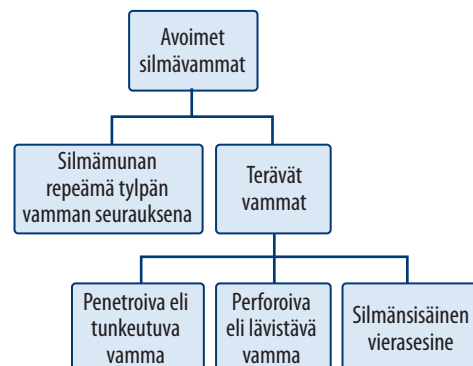 Avoimet
silmävammat
Silmämunan
repeämä tylpän
vamman seurauksena
Terävät
vammat
Penetroiva eli
tunkeutuva
vamma
Perforoiva
eli lävistävä
vamma
Silmänsisäinen
vierasesine